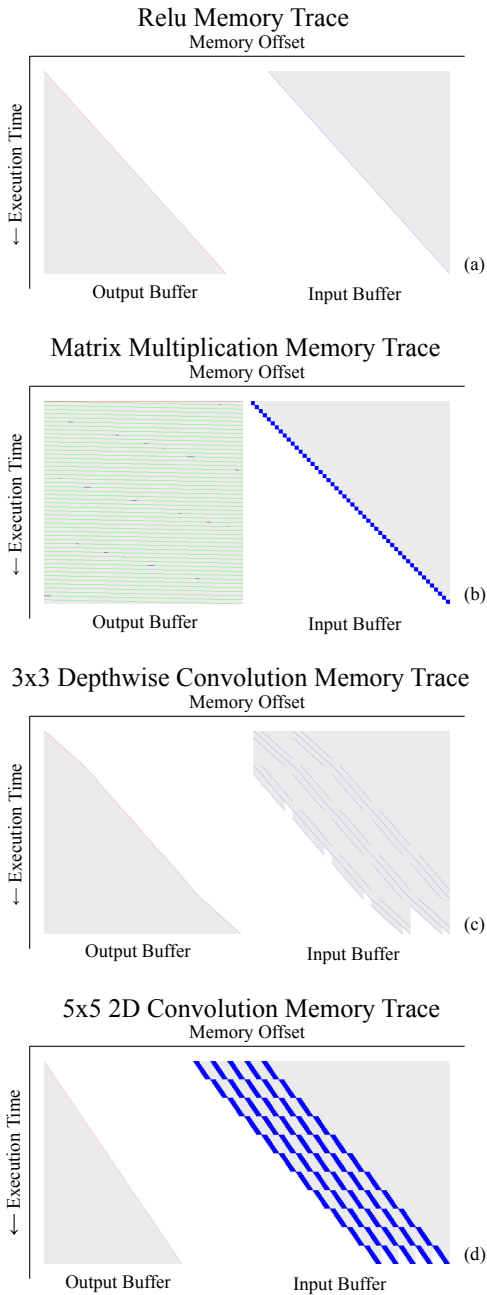 Relu Memory Trace
Memory Offset
← Execution Time
(a)
Output Buffer
Input Buffer
Matrix Multiplication Memory Trace
Memory Offset
← Execution Time
(b)
Output Buffer
Input Buffer
3x3 Depthwise Convolution Memory Trace
Memory Offset
← Execution Time
(c)
Output Buffer
Input Buffer
5x5 2D Convolution Memory Trace
Memory Offset
← Execution Time
(d)
Output Buffer
Input Buffer